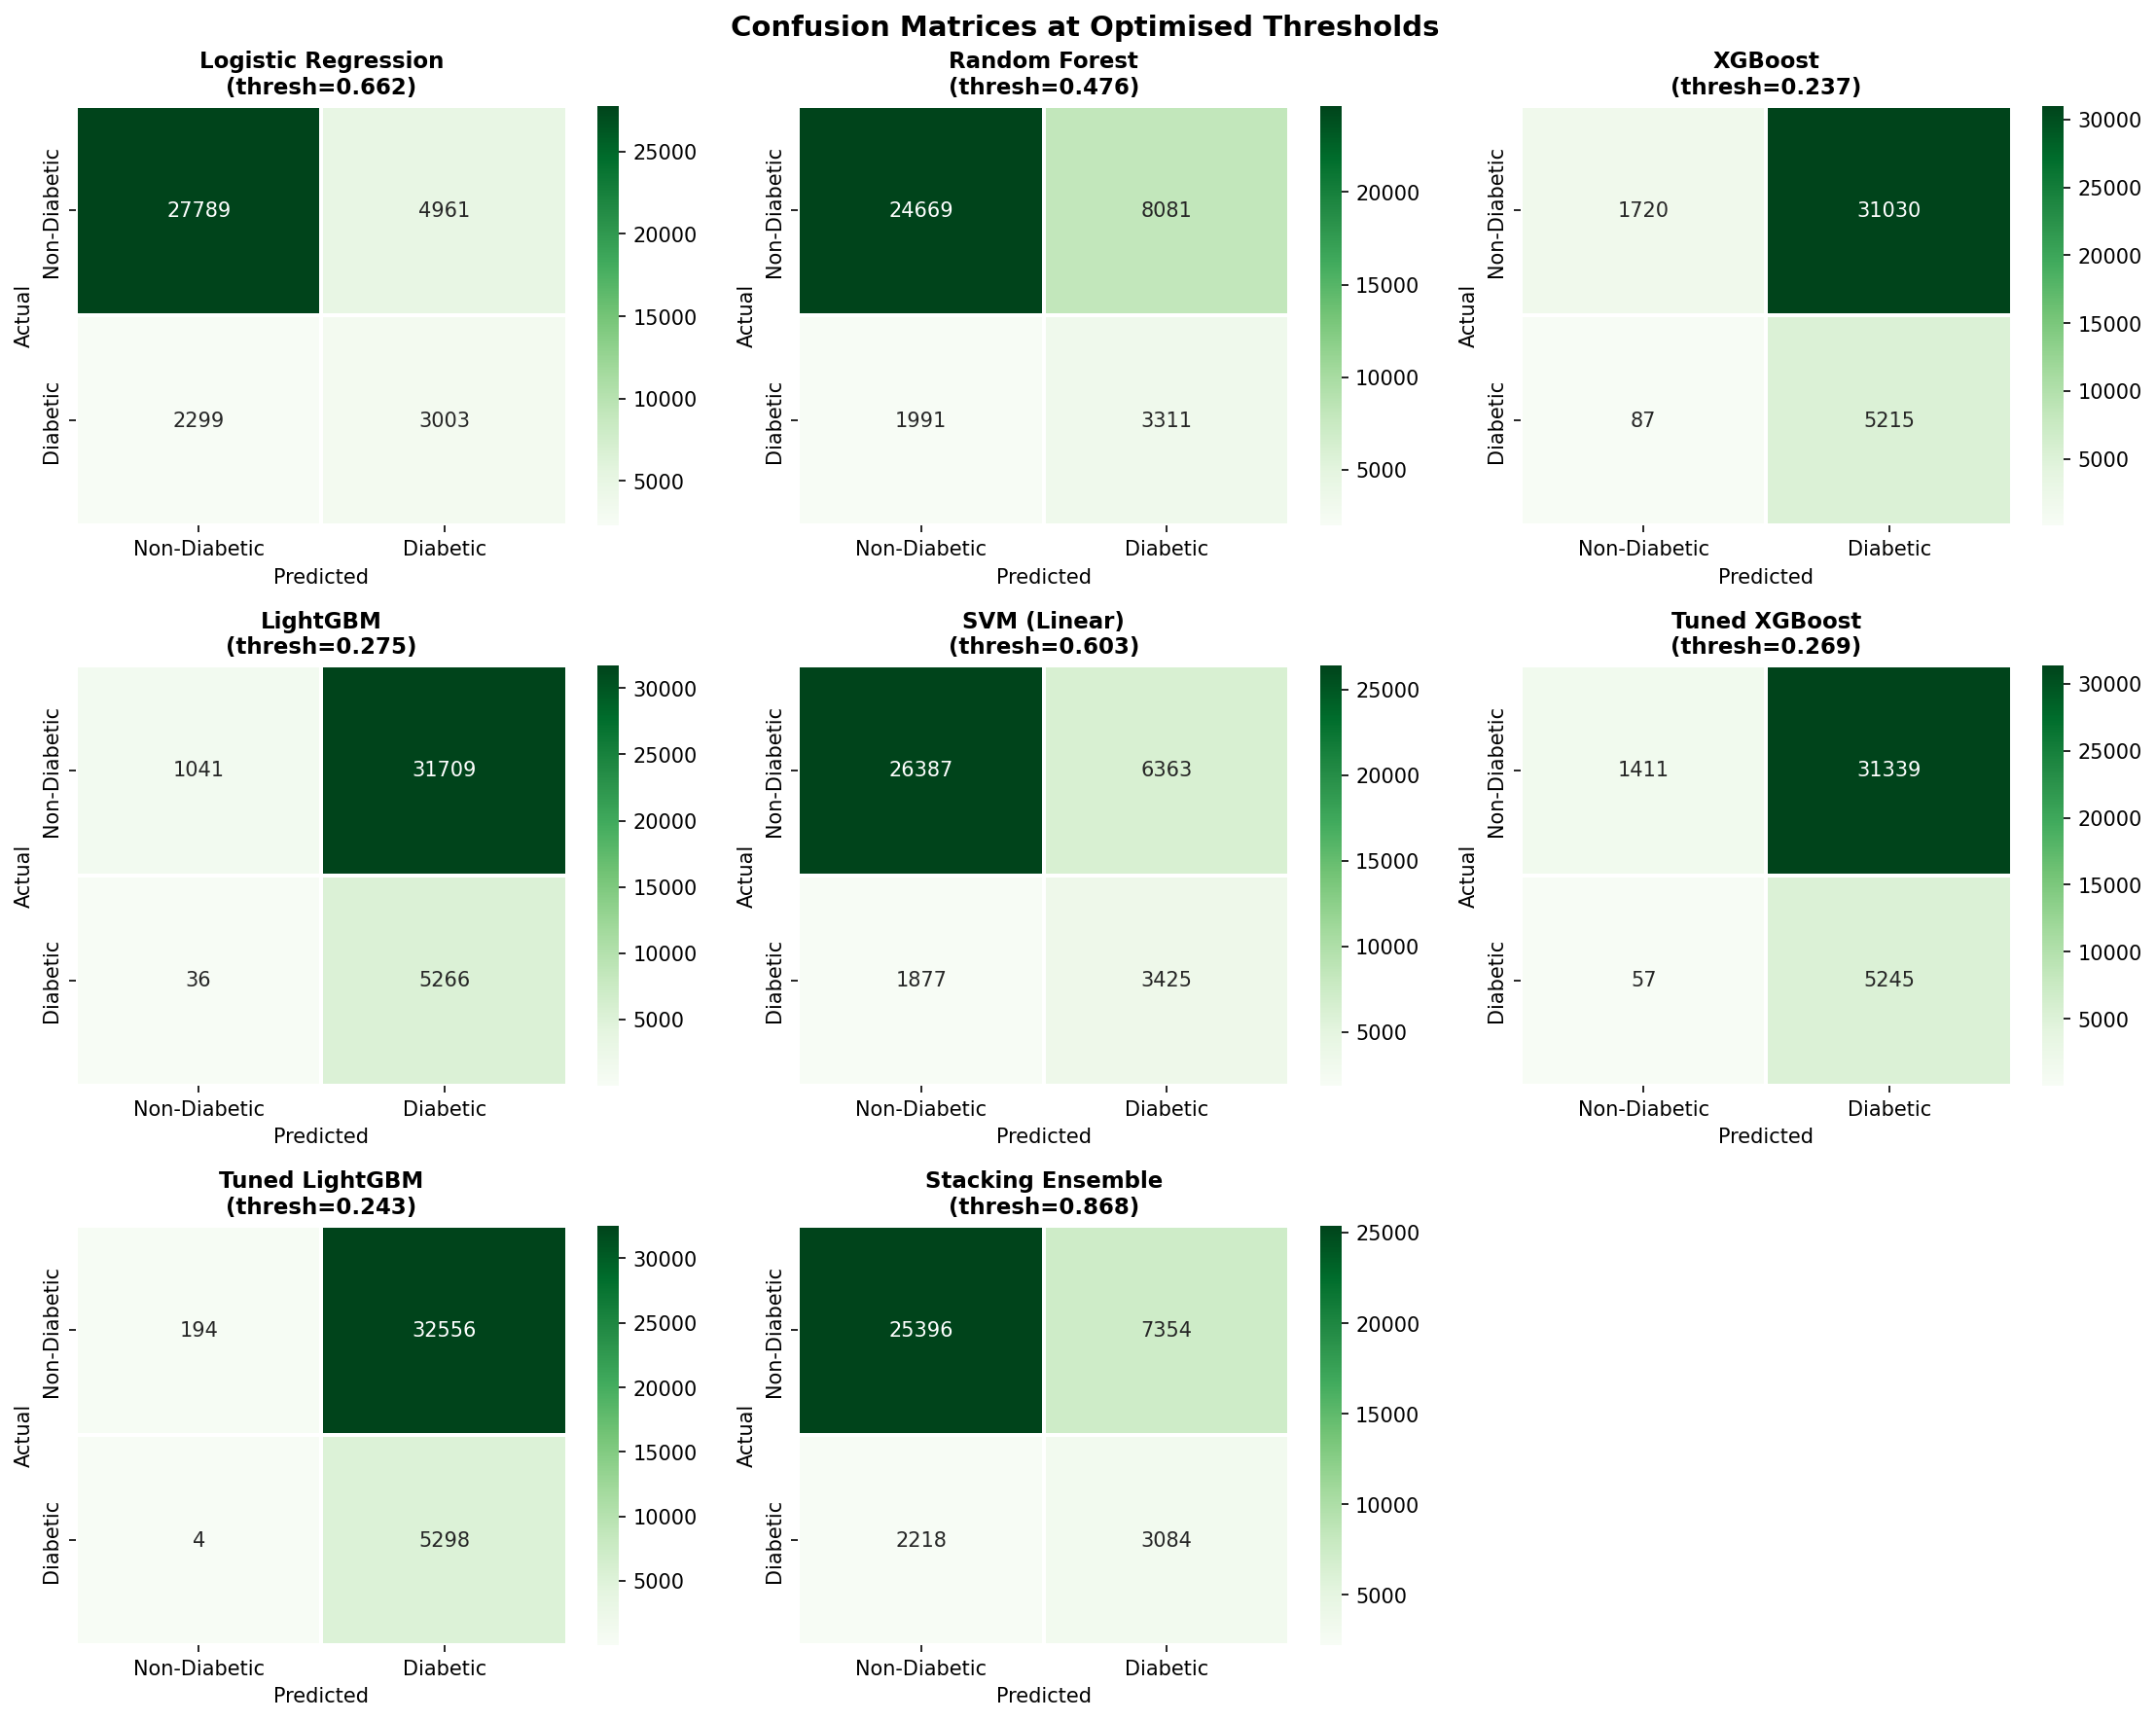 Confusion Matrices at Optimised Thresholds
Logistic Regression
(thresh=0.662)
Non-Diabetic
Diabetic
Actual
27789
4961
2299
3003
25000
20000
15000
10000
5000
Non-Diabetic
Diabetic
Predicted
Random Forest
(thresh=0.476)
Non-Diabetic
Diabetic
Actual
24669
8081
1991
3311
20000
15000
10000
5000
Non-Diabetic
Diabetic
Predicted
XGBoost
(thresh=0.237)
Non-Diabetic
Diabetic
Actual
1720
31030
87
5215
30000
25000
20000
15000
10000
5000
Non-Diabetic
Diabetic
Predicted
LightGBM
(thresh=0.275)
Non-Diabetic
Diabetic
Actual
1041
31709
36
5266
30000
25000
20000
15000
10000
5000
Non-Diabetic
Diabetic
Predicted
SVM (Linear)
(thresh=0.603)
Non-Diabetic
Diabetic
Actual
26387
6363
1877
3425
25000
20000
15000
10000
5000
Non-Diabetic
Diabetic
Predicted
Tuned XGBoost
(thresh=0.269)
Non-Diabetic
Diabetic
Actual
1411
31339
57
5245
30000
25000
20000
15000
10000
5000
Non-Diabetic
Diabetic
Predicted
Tuned LightGBM
(thresh=0.243)
Non-Diabetic
Diabetic
Actual
194
32556
4
5298
30000
25000
20000
15000
10000
5000
Non-Diabetic
Diabetic
Predicted
Stacking Ensemble
(thresh=0.868)
Non-Diabetic
Diabetic
Actual
25396
7354
2218
3084
25000
20000
15000
10000
5000
Non-Diabetic
Diabetic
Predicted